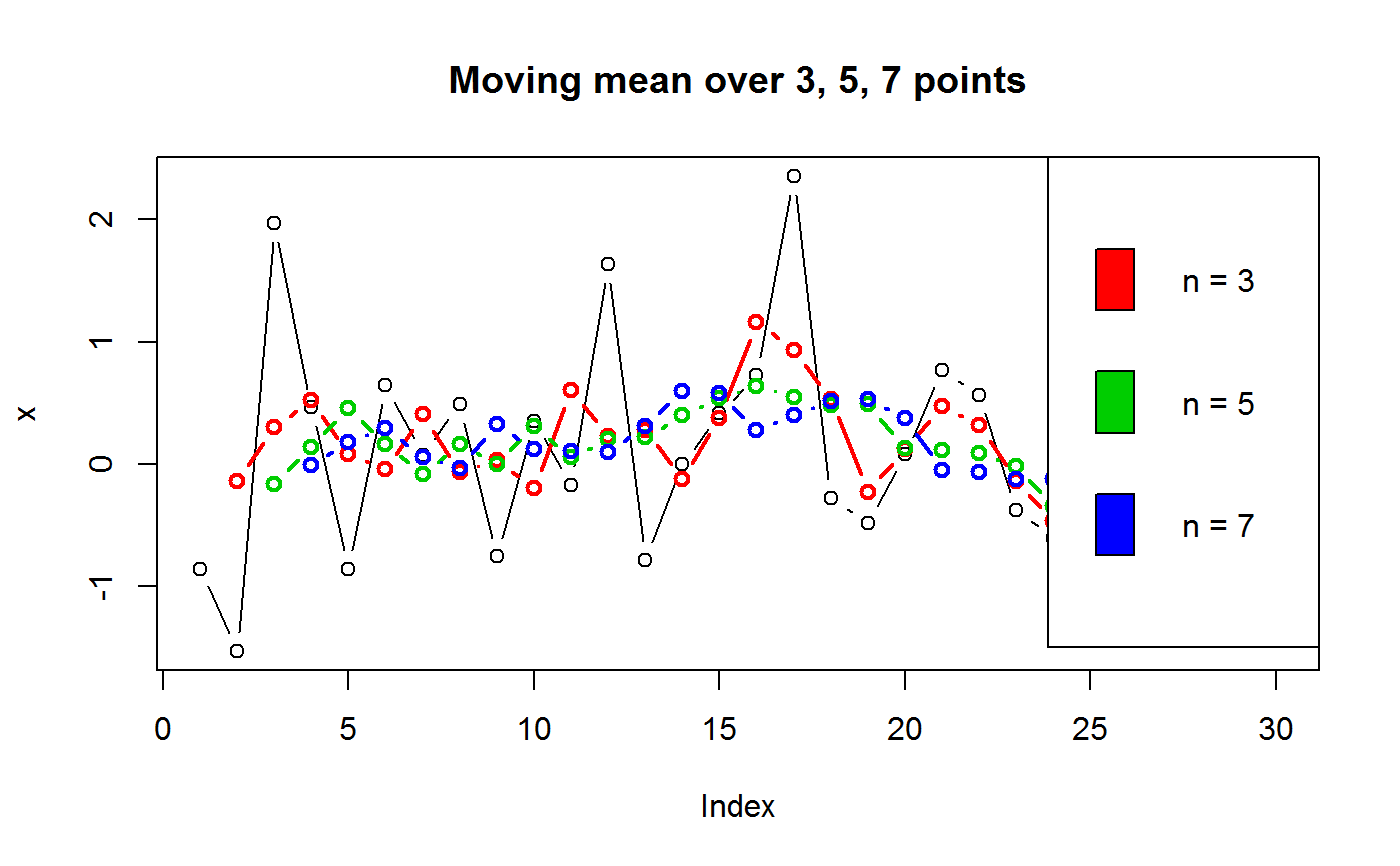 Moving mean over 3, 5, 7 points
x
2
1
0
-1
n = 3
n = 5
n = 7
0 5 10 15 20 25 30
Index